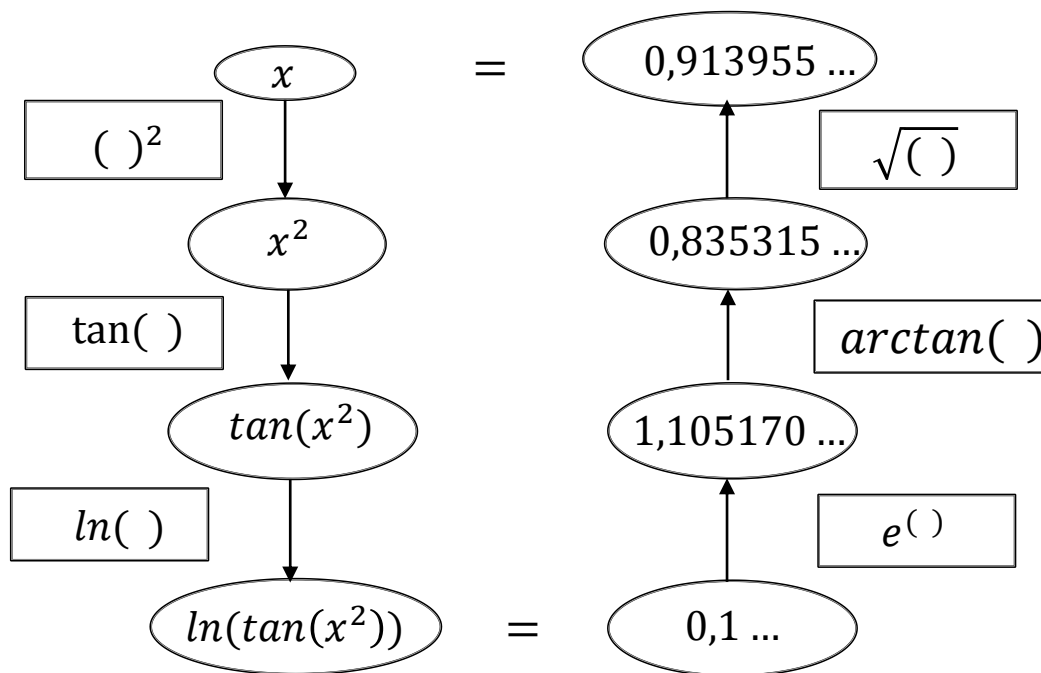 x = 0,913955 ...
( )² √( )
x² 0,835315 ...
tan( ) arctan( )
tan(x²) 1,105170 ...
ln( ) e^( )
ln(tan(x²)) = 0,1 ...